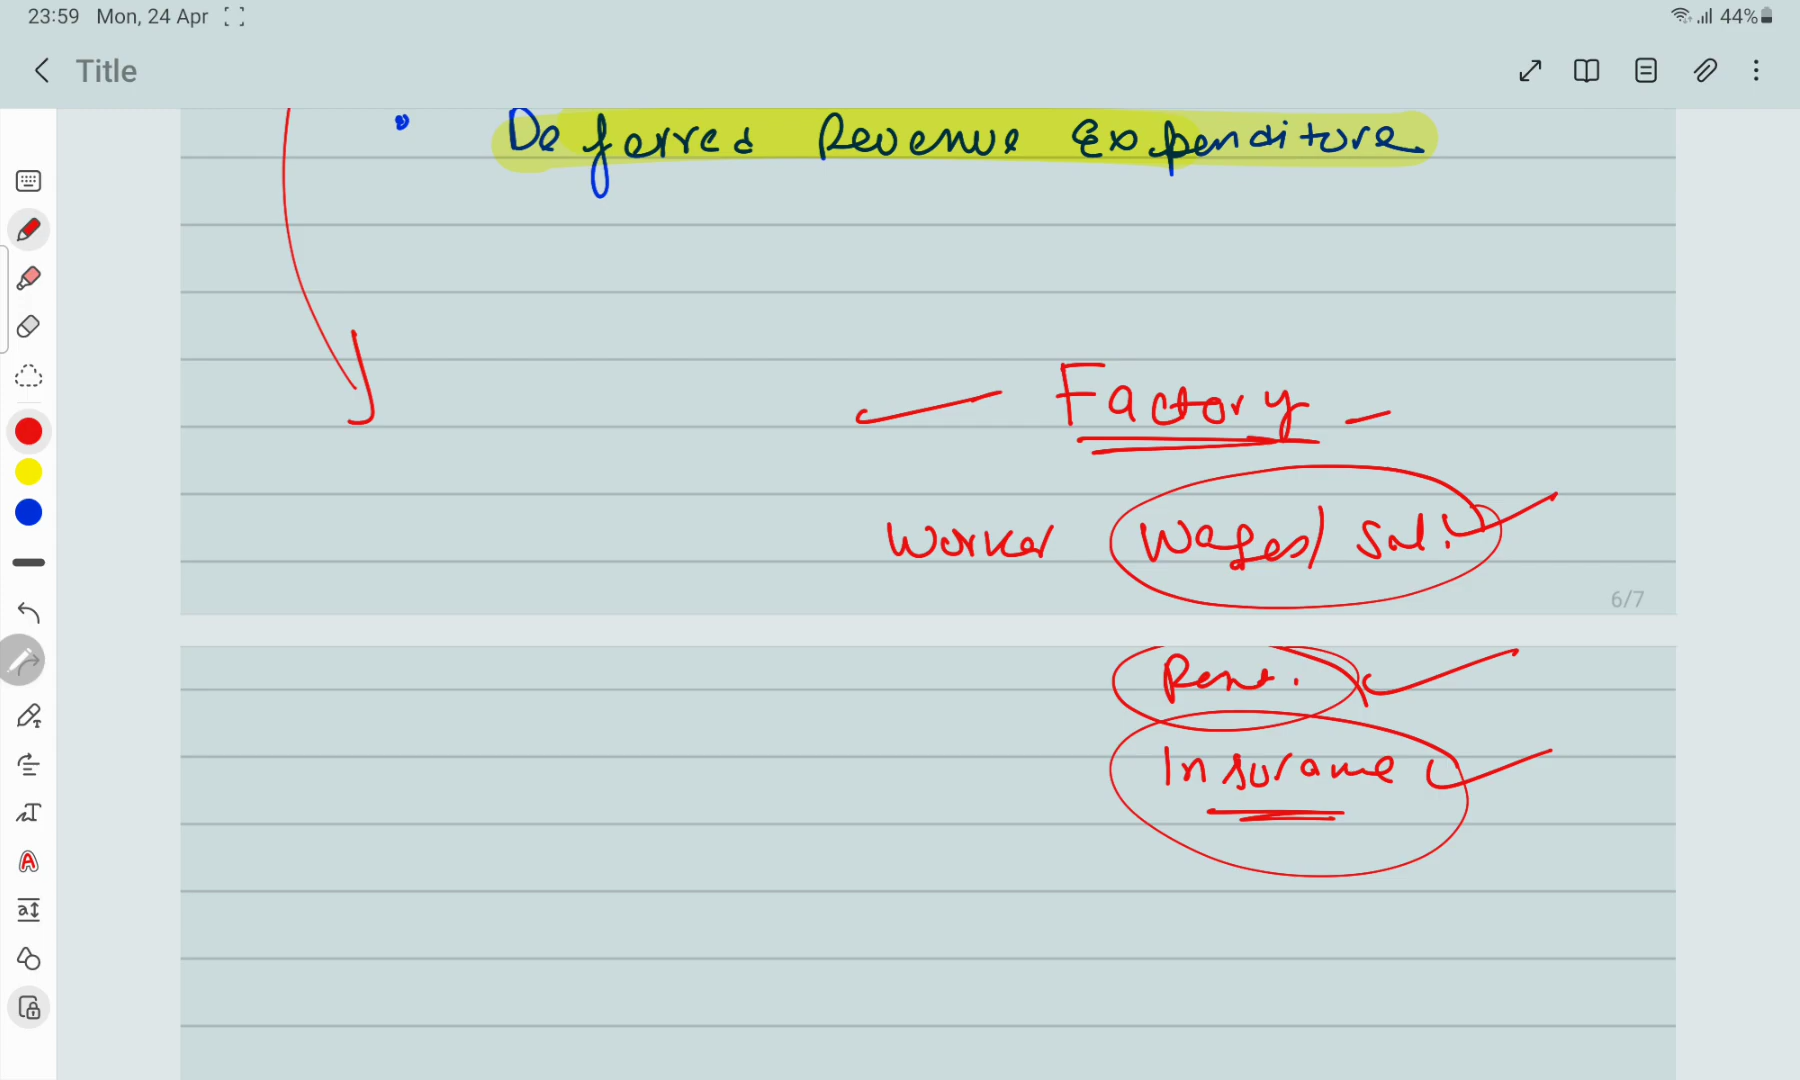 23:59 Mon, 24 Apr 44%
Title
Deferred Revenue Expenditure
Factory
Worker Wages/ Sal.
6/7
Rent.
Insurance